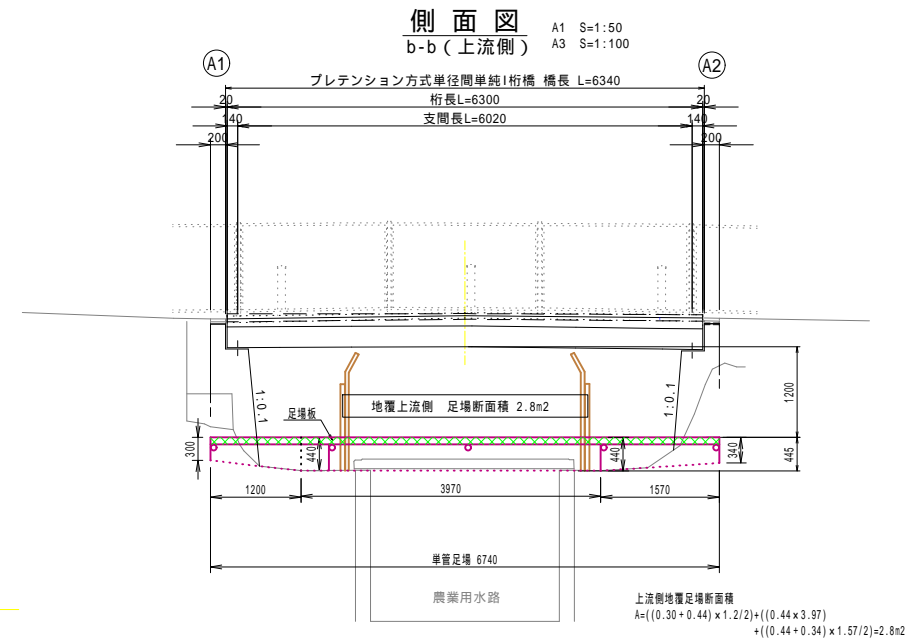 側面図
b-b(上流側)
A1 S=1:50
A3 S=1:100
A1
A2
プレテンション方式単径間単純I桁橋 橋長 L=6340
20
桁長L=6300
20
140
支間長L=6020
140
200
200
1:0.1
1:0.1
1200
地覆上流側 足場断面積 2.8m2
足場板
300
440
440
340
445
1200
3970
1570
単管足場 6740
農業用水路
上流側地覆足場断面積
A=((0.30+0.44)x1.2/2)+((0.44x3.97)
+((0.44+0.34)x1.57/2)=2.8m2